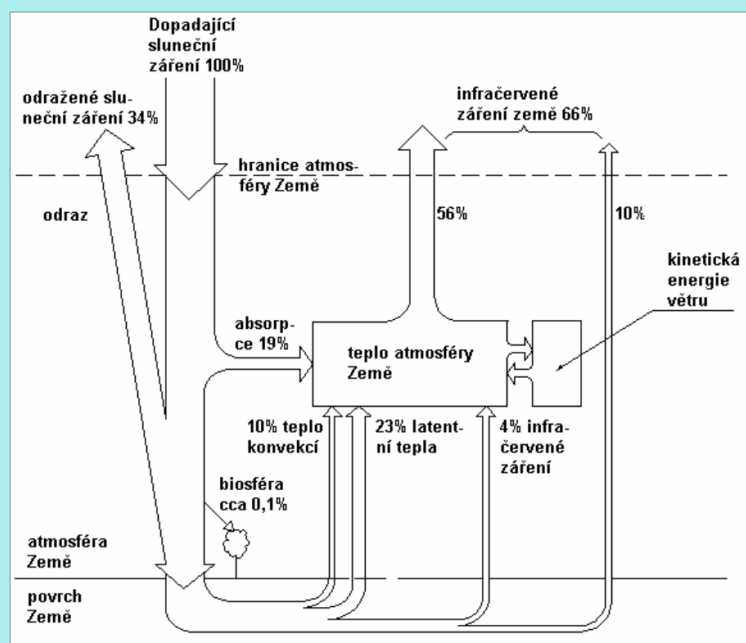 Dopadající
sluneční
záření 100%
odražené slu-
neční záření 34%
infračervené
záření země 66%
hranice atmos-
féry Země
odraz
56%
10%
kinetická
energie
větru
absorp-
ce 19%
teplo atmosféry
Země
10% teplo
konvekcí
23% latent-
ní tepla
4% infra-
červené
záření
biosféra
cca 0,1%
atmosféra
Země
povrch
Země